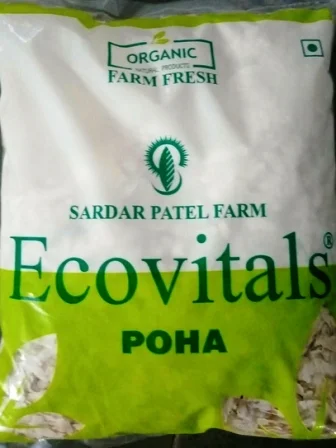 ORGANIC
NATURAL PRODUCTS
FARM FRESH
SARDAR PATEL FARM
Ecovitals®
POHA